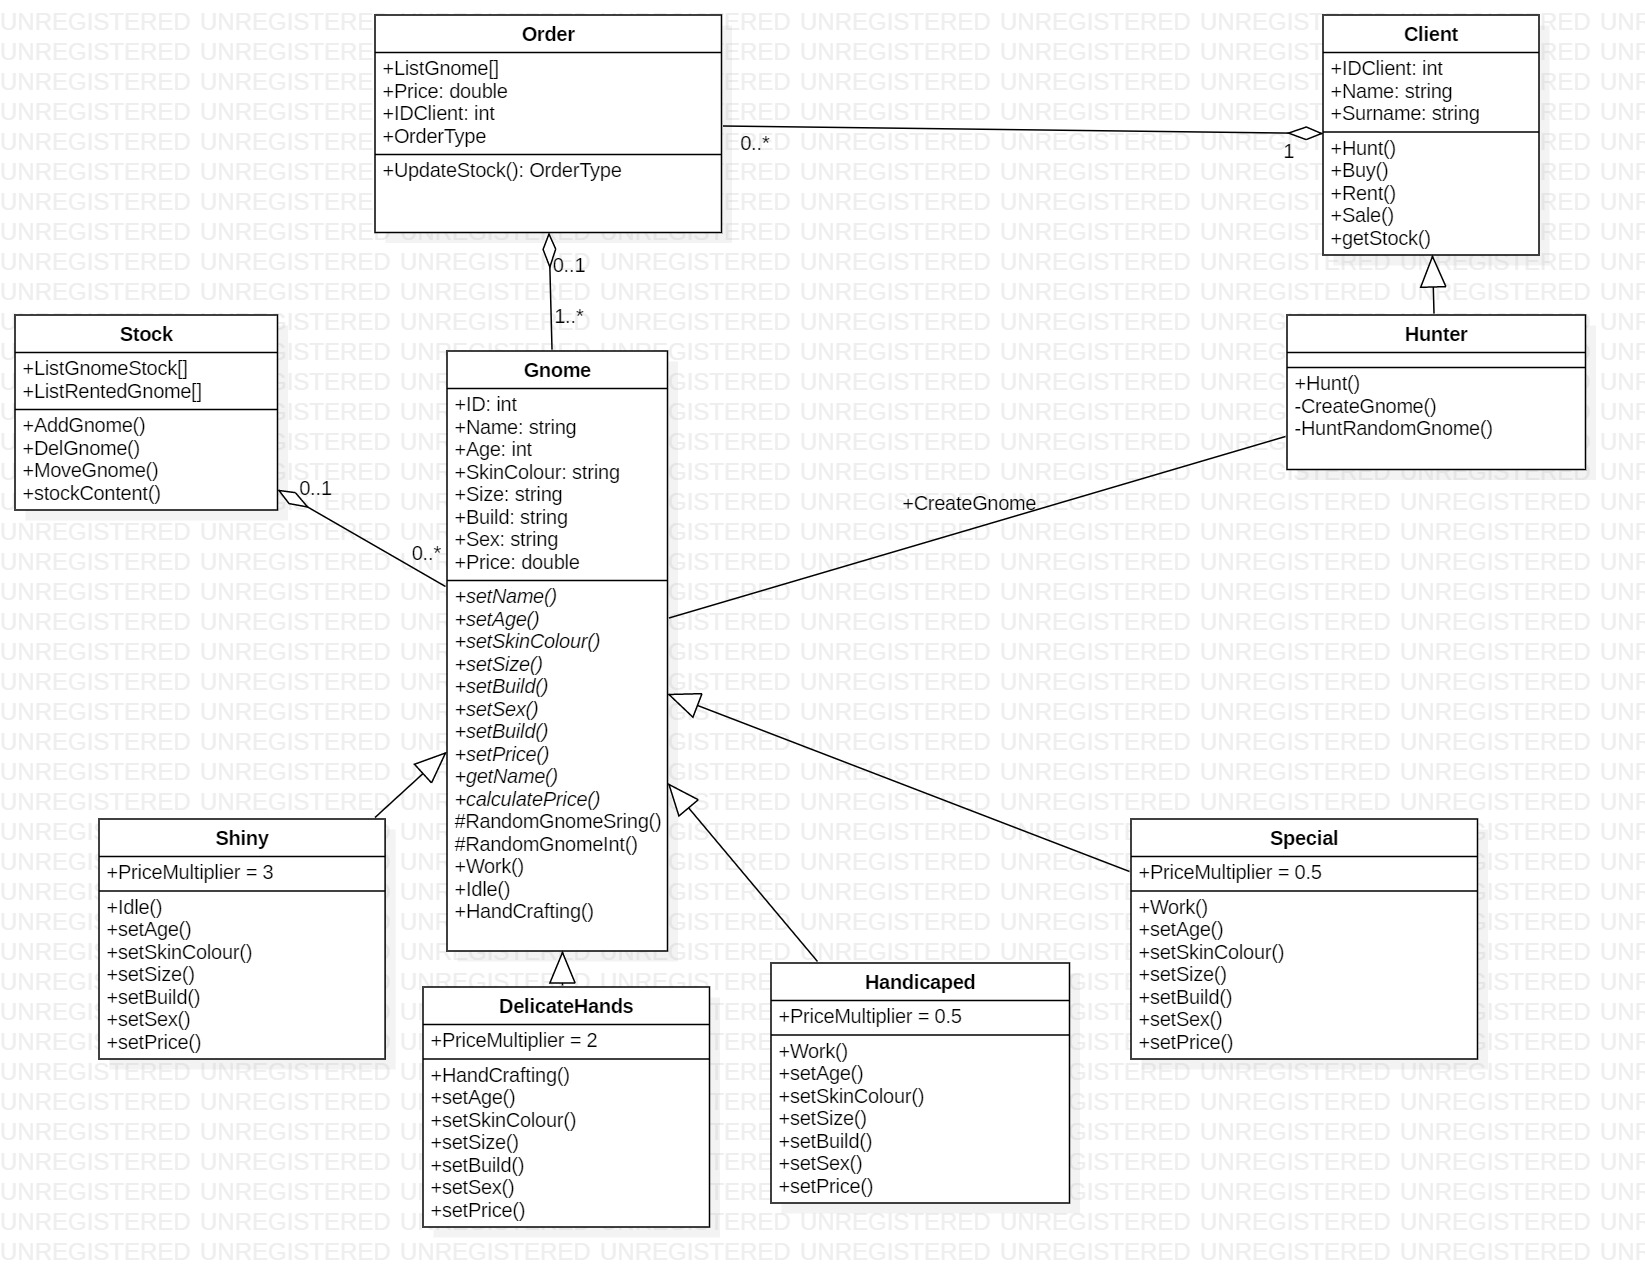 Order
+ListGnome[]
+Price: double
+IDClient: int
+OrderType
+UpdateStock(): OrderType
Client
+IDClient: int
+Name: string
+Surname: string
+Hunt()
+Buy()
+Rent()
+Sale()
+getStock()
0..*
1
0..1
1..*
Stock
+ListGnomeStock[]
+ListRentedGnome[]
+AddGnome()
+DelGnome()
+MoveGnome()
+stockContent()
0..1
0..*
Gnome
+ID: int
+Name: string
+Age: int
+SkinColour: string
+Size: string
+Build: string
+Sex: string
+Price: double
+setName()
+setAge()
+setSkinColour()
+setSize()
+setBuild()
+setSex()
+setBuild()
+setPrice()
+getName()
+calculatePrice()
#RandomGnomeSring()
#RandomGnomeInt()
+Work()
+Idle()
+HandCrafting()
Hunter
+Hunt()
-CreateGnome()
-HuntRandomGnome()
+CreateGnome
Shiny
+PriceMultiplier = 3
+Idle()
+setAge()
+setSkinColour()
+setSize()
+setBuild()
+setSex()
+setPrice()
DelicateHands
+PriceMultiplier = 2
+HandCrafting()
+setAge()
+setSkinColour()
+setSize()
+setBuild()
+setSex()
+setPrice()
Handicaped
+PriceMultiplier = 0.5
+Work()
+setAge()
+setSkinColour()
+setSize()
+setBuild()
+setSex()
+setPrice()
Special
+PriceMultiplier = 0.5
+Work()
+setAge()
+setSkinColour()
+setSize()
+setBuild()
+setSex()
+setPrice()
UNREGISTERED